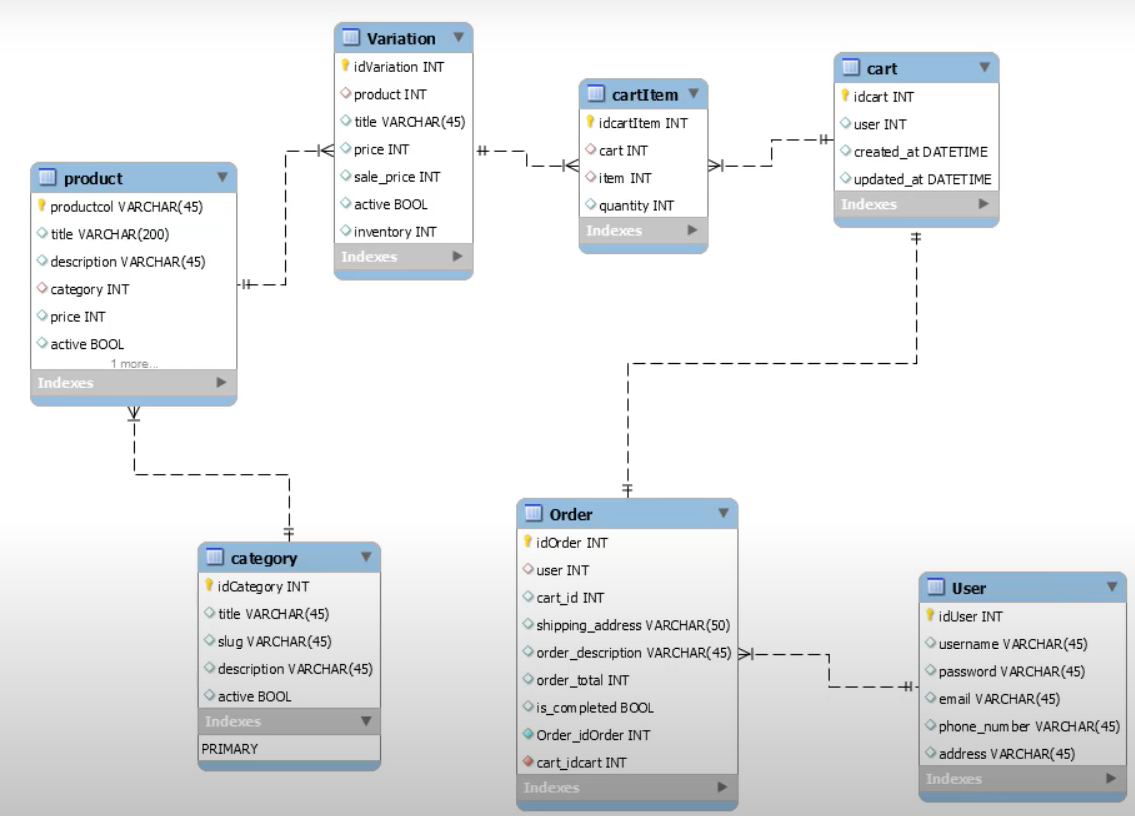 Variation
idVariation INT
product INT
title VARCHAR(45)
price INT
sale_price INT
active BOOL
inventory INT
Indexes
cartItem
idcartItem INT
cart INT
item INT
quantity INT
Indexes
cart
idcart INT
user INT
created_at DATETIME
updated_at DATETIME
Indexes
product
productcol VARCHAR(45)
title VARCHAR(200)
description VARCHAR(45)
category INT
price INT
active BOOL
1 more...
Indexes
category
idCategory INT
title VARCHAR(45)
slug VARCHAR(45)
description VARCHAR(45)
active BOOL
Indexes
PRIMARY
Order
idOrder INT
user INT
cart_id INT
shipping_address VARCHAR(50)
order_description VARCHAR(45)
order_total INT
is_completed BOOL
Order_idOrder INT
cart_idcart INT
Indexes
User
idUser INT
username VARCHAR(45)
password VARCHAR(45)
email VARCHAR(45)
phone_number VARCHAR(45)
address VARCHAR(45)
Indexes